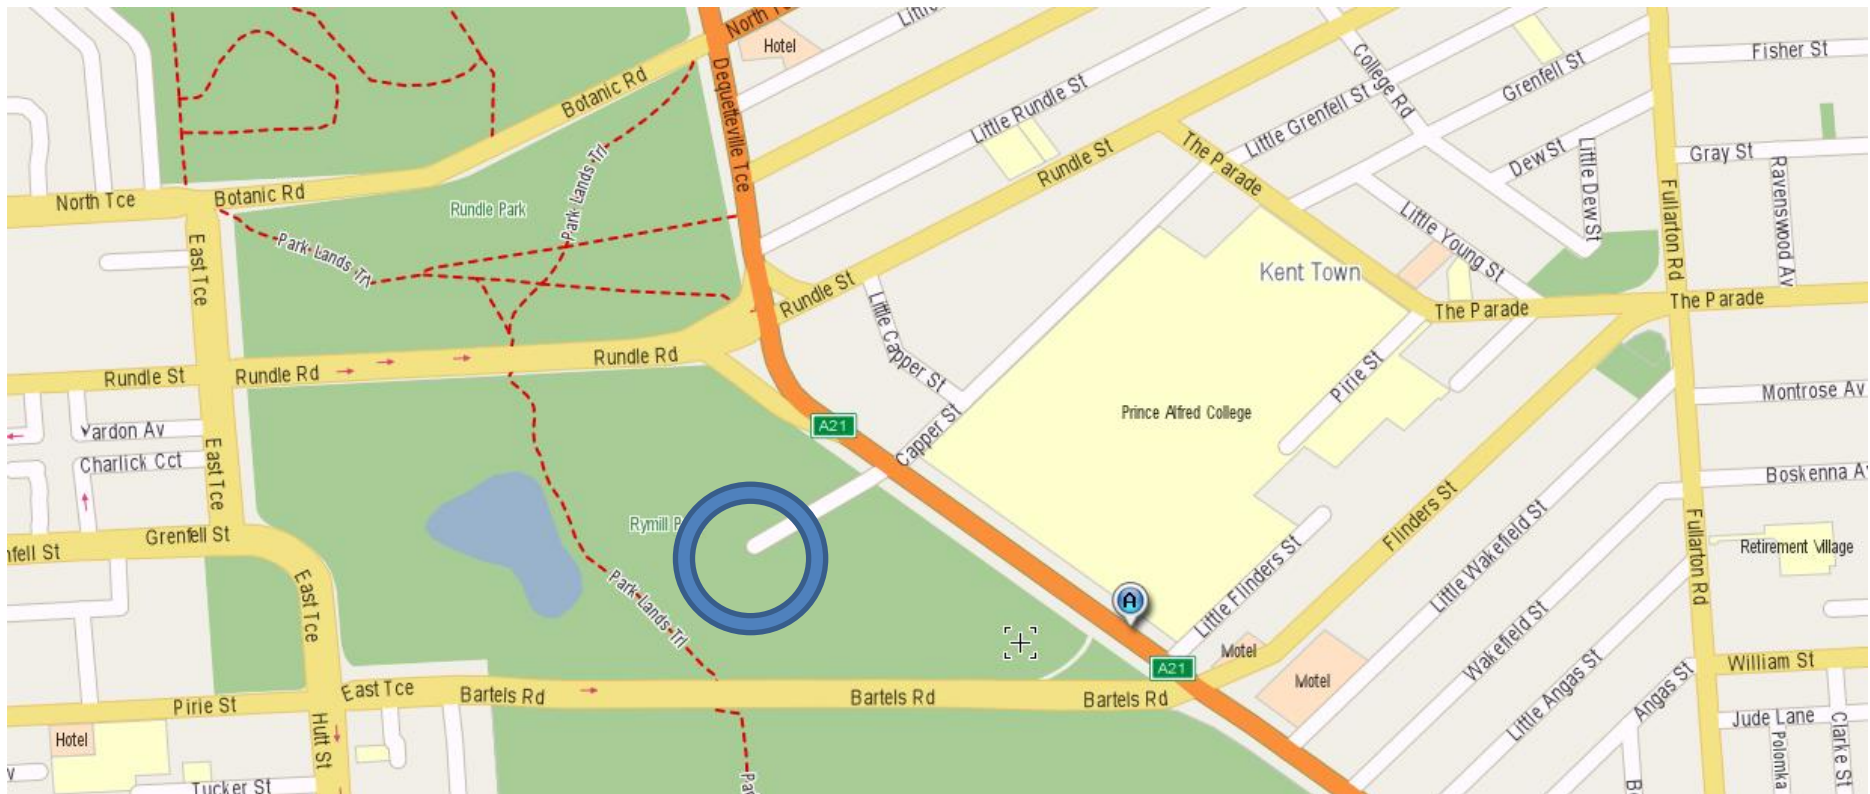 North T
Little
Hotel
Fisher St
College Rd
Grenfell St
Botanic Rd
Dequetteville Tce
Little Rundle St
Little Grenfell St
Dew St
Little Dew St
Gray St
Ravenswood Av
Park Lands Trl
Rundle St
The Parade
North Tce
Botanic Rd
Rundle Park
Fullarton Rd
Little Young St
Park Lands Trl
East Tce
Kent Town
Rundle St
The Parade
The Parade
Little Capper St
Rundle Rd
Rundle St
Rundle Rd
Pirie St
Montrose Av
Prince Alfred College
A21
Capper St
Vardon Av
Charlick Cct
East Tce
Boskenna A
Flinders St
Rymill P
nfell St
Grenfell St
Little Wakefield St
Fullarton Rd
Retirement Village
Little Flinders St
A
East Tce
Park Lands Trl
Wakefield St
Motel
A21
Motel
William St
Little Angas St
Angas St
East Tce
Bartels Rd
Bartels Rd
Bartels Rd
Pirie St
Hutt St
Jude Lane
Clarke St
Polomka
Hotel
v
Tucker St
Pa
B